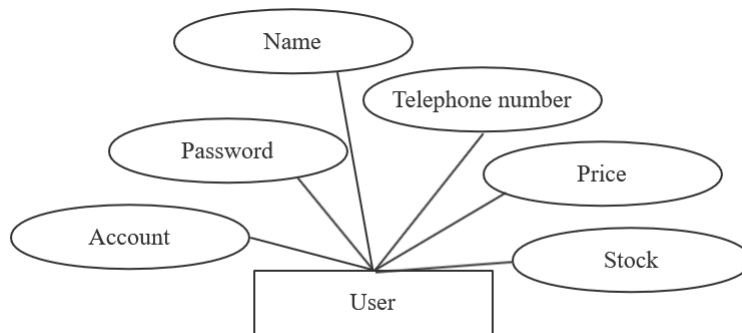 Name
Telephone number
Password
Price
Account
Stock
User